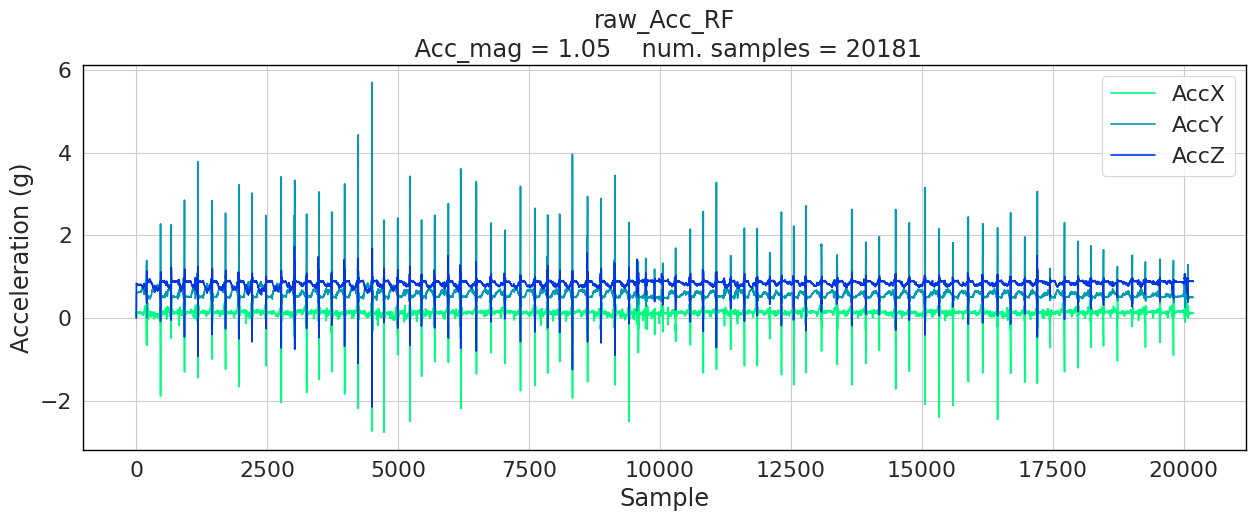 raw_Acc_RF
Acc_mag = 1.05    num. samples = 20181
Acceleration (g)
6
4
2
0
−2
AccX
AccY
AccZ
0 2500 5000 7500 10000 12500 15000 17500 20000
Sample